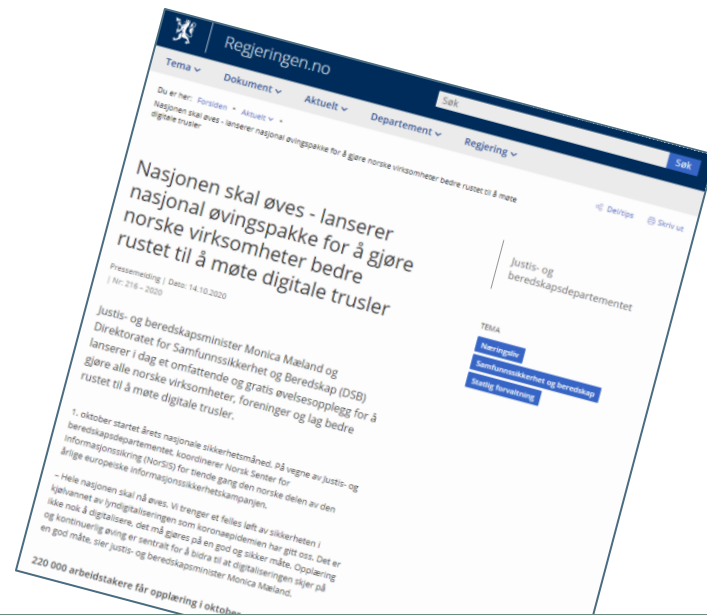 Regjeringen.no
Søk
Søk
Tema
Dokument
Aktuelt
Departement
Regjering
Du er her: Forsiden • Aktuelt •
Nasjonen skal øves - lanserer nasjonal øvingspakke for å gjøre norske virksomheter bedre rustet til å møte
digitale trusler
Del/tips
Skriv ut
Nasjonen skal øves - lanserer
nasjonal øvingspakke for å gjøre
norske virksomheter bedre
rustet til å møte digitale trusler
Pressemelding | Dato: 14.10.2020
| Nr: 216 – 2020
Justis- og
beredskapsdepartementet
TEMA
Næringsliv
Samfunnssikkerhet og beredskap
Statlig forvaltning
Justis- og beredskapsminister Monica Mæland og
Direktoratet for Samfunnssikkerhet og Beredskap (DSB)
lanserer i dag et omfattende og gratis øvelsesopplegg for å
gjøre alle norske virksomheter, foreninger og lag bedre
rustet til å møte digitale trusler.
1. oktober startet årets nasjonale sikkerhetsmåned. På vegne av Justis- og
beredskapsdepartementet, koordinerer Norsk Senter for
Informasjonssikring (NorSIS) for tiende gang den norske delen av den
årlige europeiske informasjonssikkerhetskampanjen.
– Hele nasjonen skal nå øves. Vi trenger et felles løft av sikkerheten i
kjølvannet av lyndigitaliseringen som koronaepidemien har gitt oss. Det er
ikke nok å digitalisere, det må gjøres på en god og sikker måte. Opplæring
og kontinuerlig øving er sentralt for å bidra til at digitaliseringen skjer på
en god måte, sier justis- og beredskapsminister Monica Mæland.
220 000 arbeidstakere får opplæring i oktober